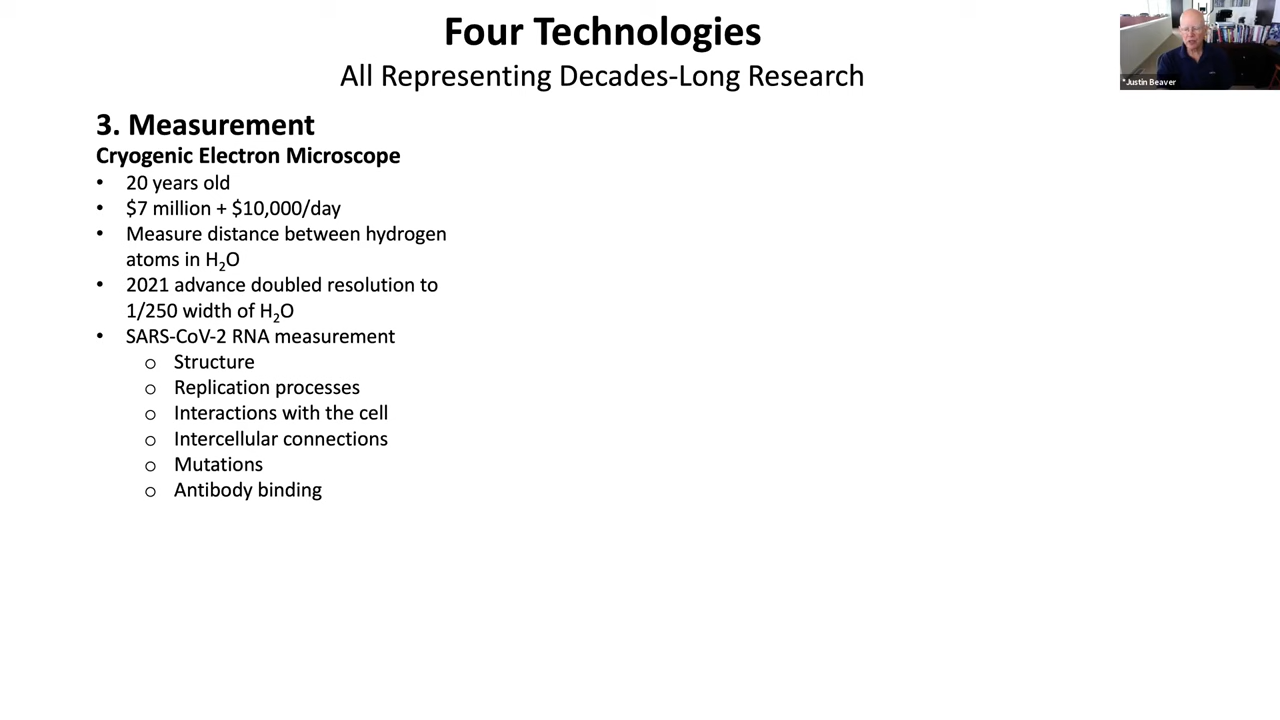 Four Technologies
All Representing Decades-Long Research
*Justin Beaver
3. Measurement
Cryogenic Electron Microscope
• 20 years old
• $7 million + $10,000/day
• Measure distance between hydrogen
atoms in H₂O
• 2021 advance doubled resolution to
1/250 width of H₂O
• SARS-CoV-2 RNA measurement
o Structure
o Replication processes
o Interactions with the cell
o Intercellular connections
o Mutations
o Antibody binding